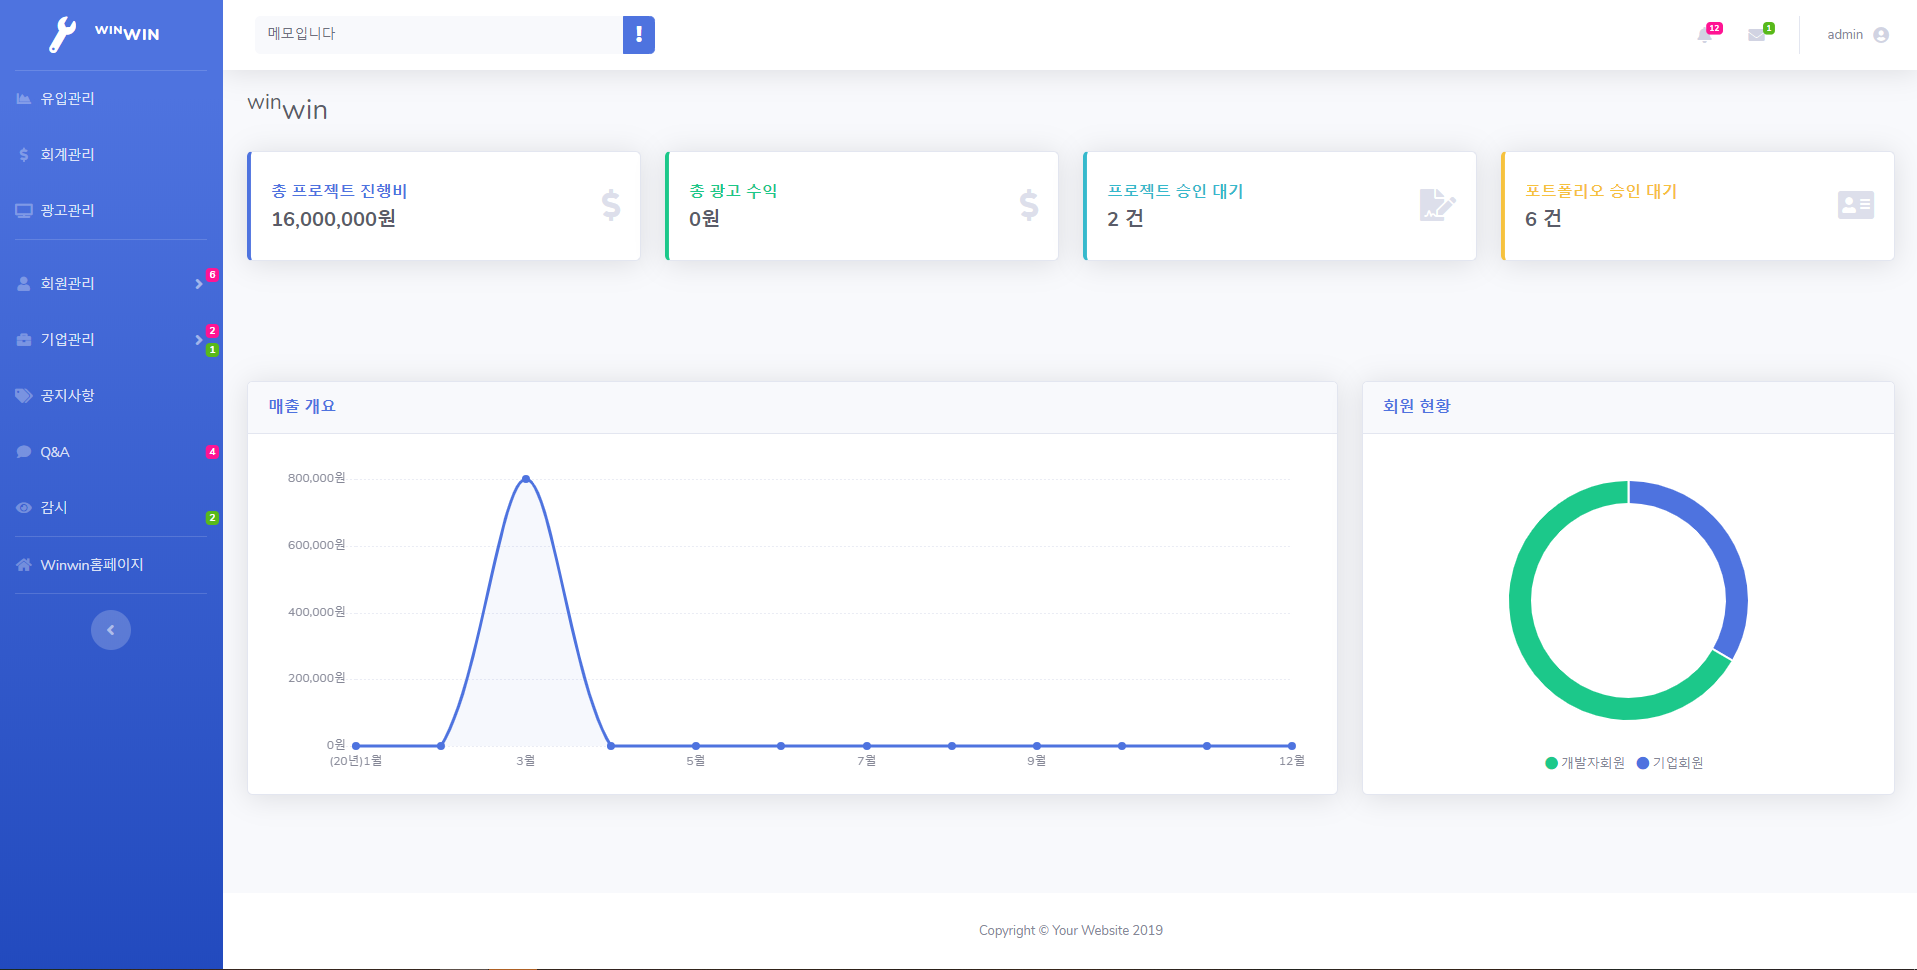 WINWIN
유입관리
회계관리
광고관리
회원관리
6
기업관리
2
1
공지사항
Q&A
4
감시
2
Winwin홈페이지
메모입니다
12
1
admin
winwin
총 프로젝트 진행비
16,000,000원
총 광고 수익
0원
프로젝트 승인 대기
2 건
포트폴리오 승인 대기
6 건
매출 개요
800,000원
600,000원
400,000원
200,000원
0원
(20년)1월 3월 5월 7월 9월 12월
회원 현황
개발자회원 기업회원
Copyright © Your Website 2019